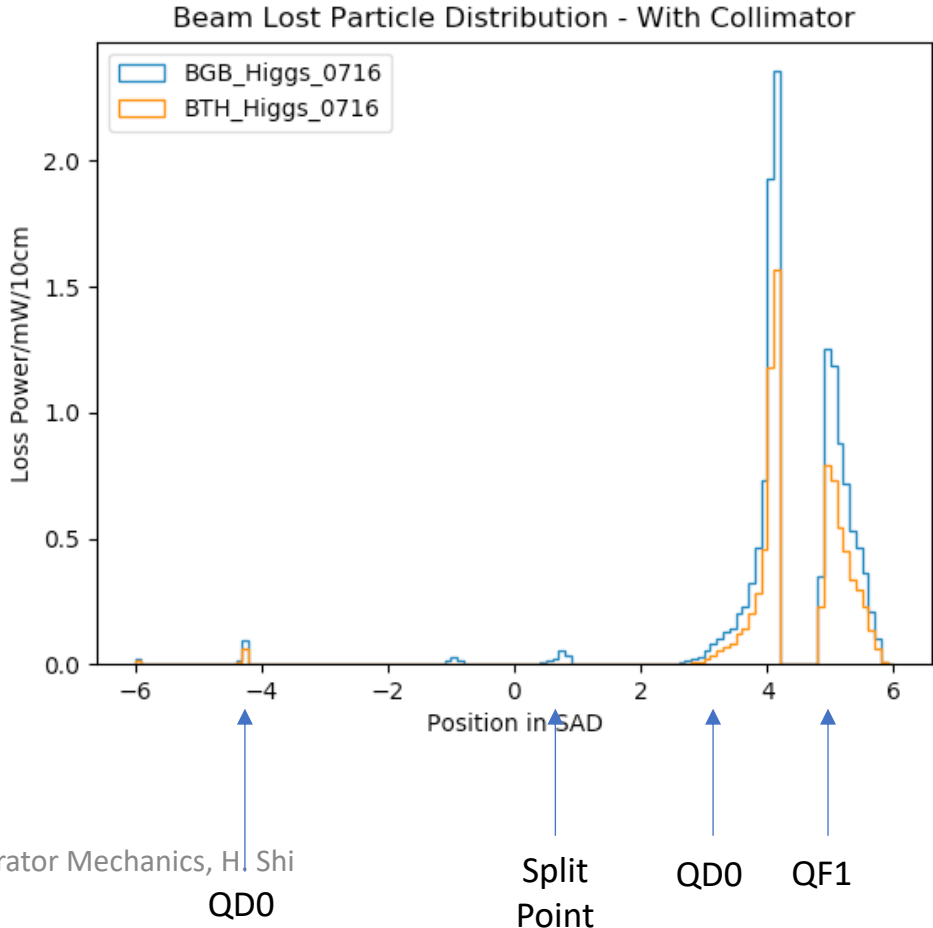 Beam Lost Particle Distribution - With Collimator
BGB_Higgs_0716
BTH_Higgs_0716
Loss Power/mW/10cm
2.0
1.5
1.0
0.5
0.0
−6 −4 −2 0 2 4 6
Position in SAD
rator Mechanics, H. Shi
QD0
Split
Point
QD0
QF1